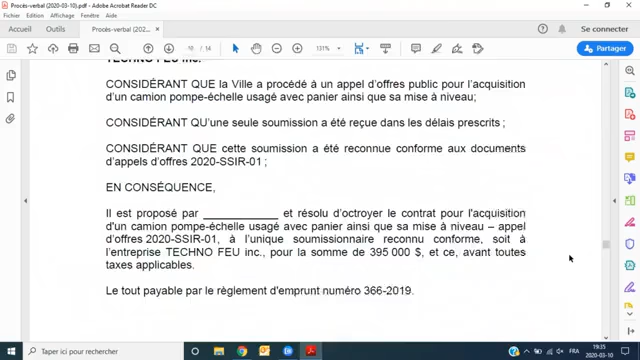 Procès-verbal (2020-03-10).pdf - Adobe Acrobat Reader DC
Fichier Edition Affichage Fenêtre Aide
Accueil Outils Procès-verbal (2020... × Se connecter
/ 14 131% Partager
TECHNO FEU inc.
CONSIDÉRANT QUE la Ville a procédé à un appel d'offres public pour l'acquisition
d'un camion pompe-échelle usagé avec panier ainsi que sa mise à niveau;
CONSIDÉRANT QU'une seule soumission a été reçue dans les délais prescrits ;
CONSIDÉRANT QUE cette soumission a été reconnue conforme aux documents
d'appels d'offres 2020-SSIR-01 ;
EN CONSÉQUENCE,
Il est proposé par _____________ et résolu d'octroyer le contrat pour l'acquisition
d'un camion pompe-échelle usagé avec panier ainsi que sa mise à niveau – appel
d'offres 2020-SSIR-01, à l'unique soumissionnaire reconnu conforme, soit à
l'entreprise TECHNO FEU inc., pour la somme de 395 000 $, et ce, avant toutes
taxes applicables.
Le tout payable par le règlement d'emprunt numéro 366-2019.
Taper ici pour rechercher
FRA
19:35
2020-03-10